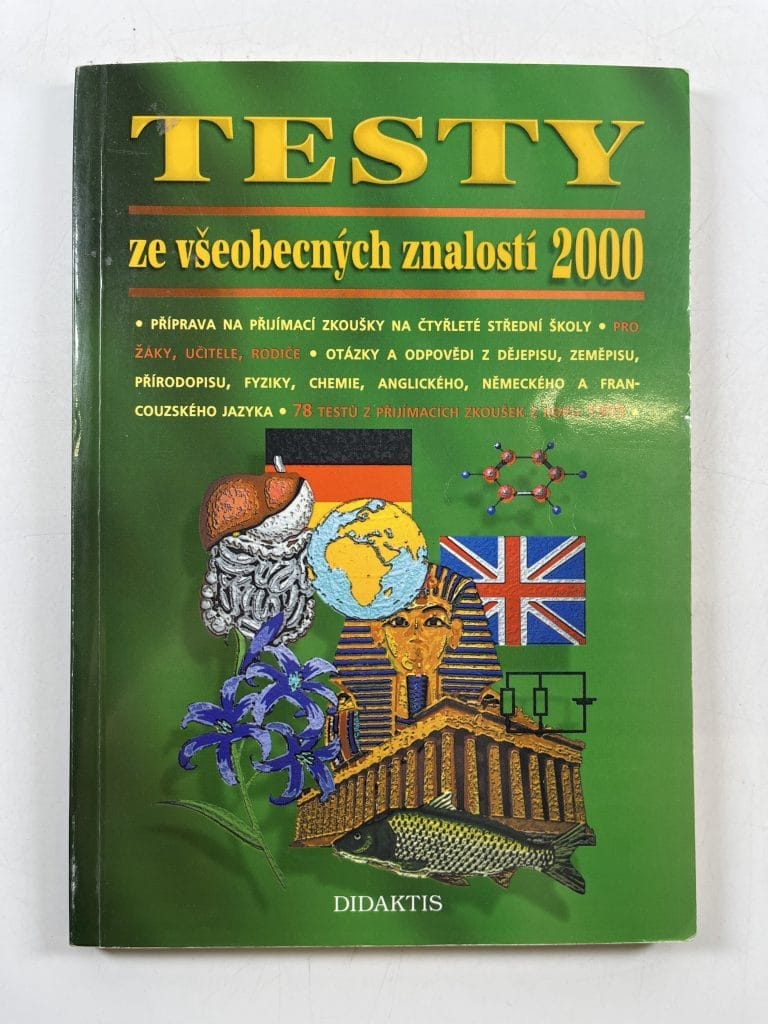 TESTY
ze všeobecných znalostí 2000
• PŘÍPRAVA NA PŘIJÍMACÍ ZKOUŠKY NA ČTYŘLETÉ STŘEDNÍ ŠKOLY • PRO
ŽÁKY, UČITELE, RODIČE • OTÁZKY A ODPOVĚDI Z DĚJEPISU, ZEMĚPISU,
PŘÍRODOPISU, FYZIKY, CHEMIE, ANGLICKÉHO, NĚMECKÉHO A FRAN-
COUZSKÉHO JAZYKA • 78 TESTŮ Z PŘIJÍMACÍCH ZKOUŠEK Z ROKU •
DIDAKTIS